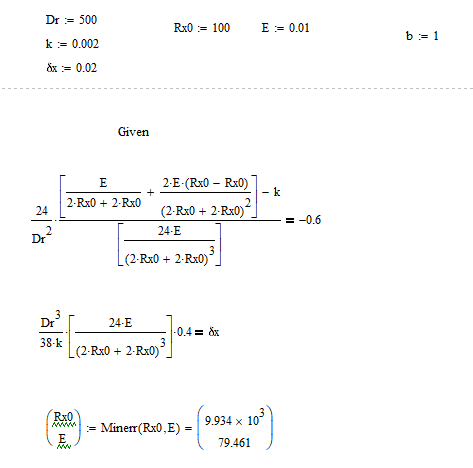 Dr := 500
k := 0.002
δx := 0.02
Rx0 := 100
E := 0.01
b := 1
Given
24/Dr^2 · ([E/(2·Rx0 + 2·Rx0) + 2·E·(Rx0 − Rx0)/(2·Rx0 + 2·Rx0)^2] − k)/[24·E/(2·Rx0 + 2·Rx0)^3] = −0.6
Dr^3/(38·k) · [24·E/(2·Rx0 + 2·Rx0)^3] · 0.4 = δx
(Rx0 E) := Minerr(Rx0,E) = (9.934 × 10^3 79.461)